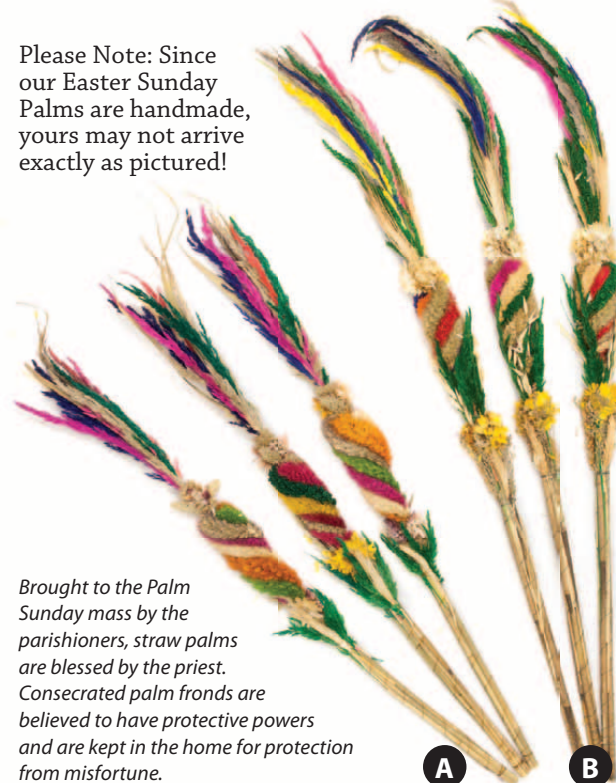 Please Note: Since
our Easter Sunday
Palms are handmade,
yours may not arrive
exactly as pictured!
Brought to the Palm
Sunday mass by the
parishioners, straw palms
are blessed by the priest.
Consecrated palm fronds are
believed to have protective powers
and are kept in the home for protection
from misfortune.
A
B